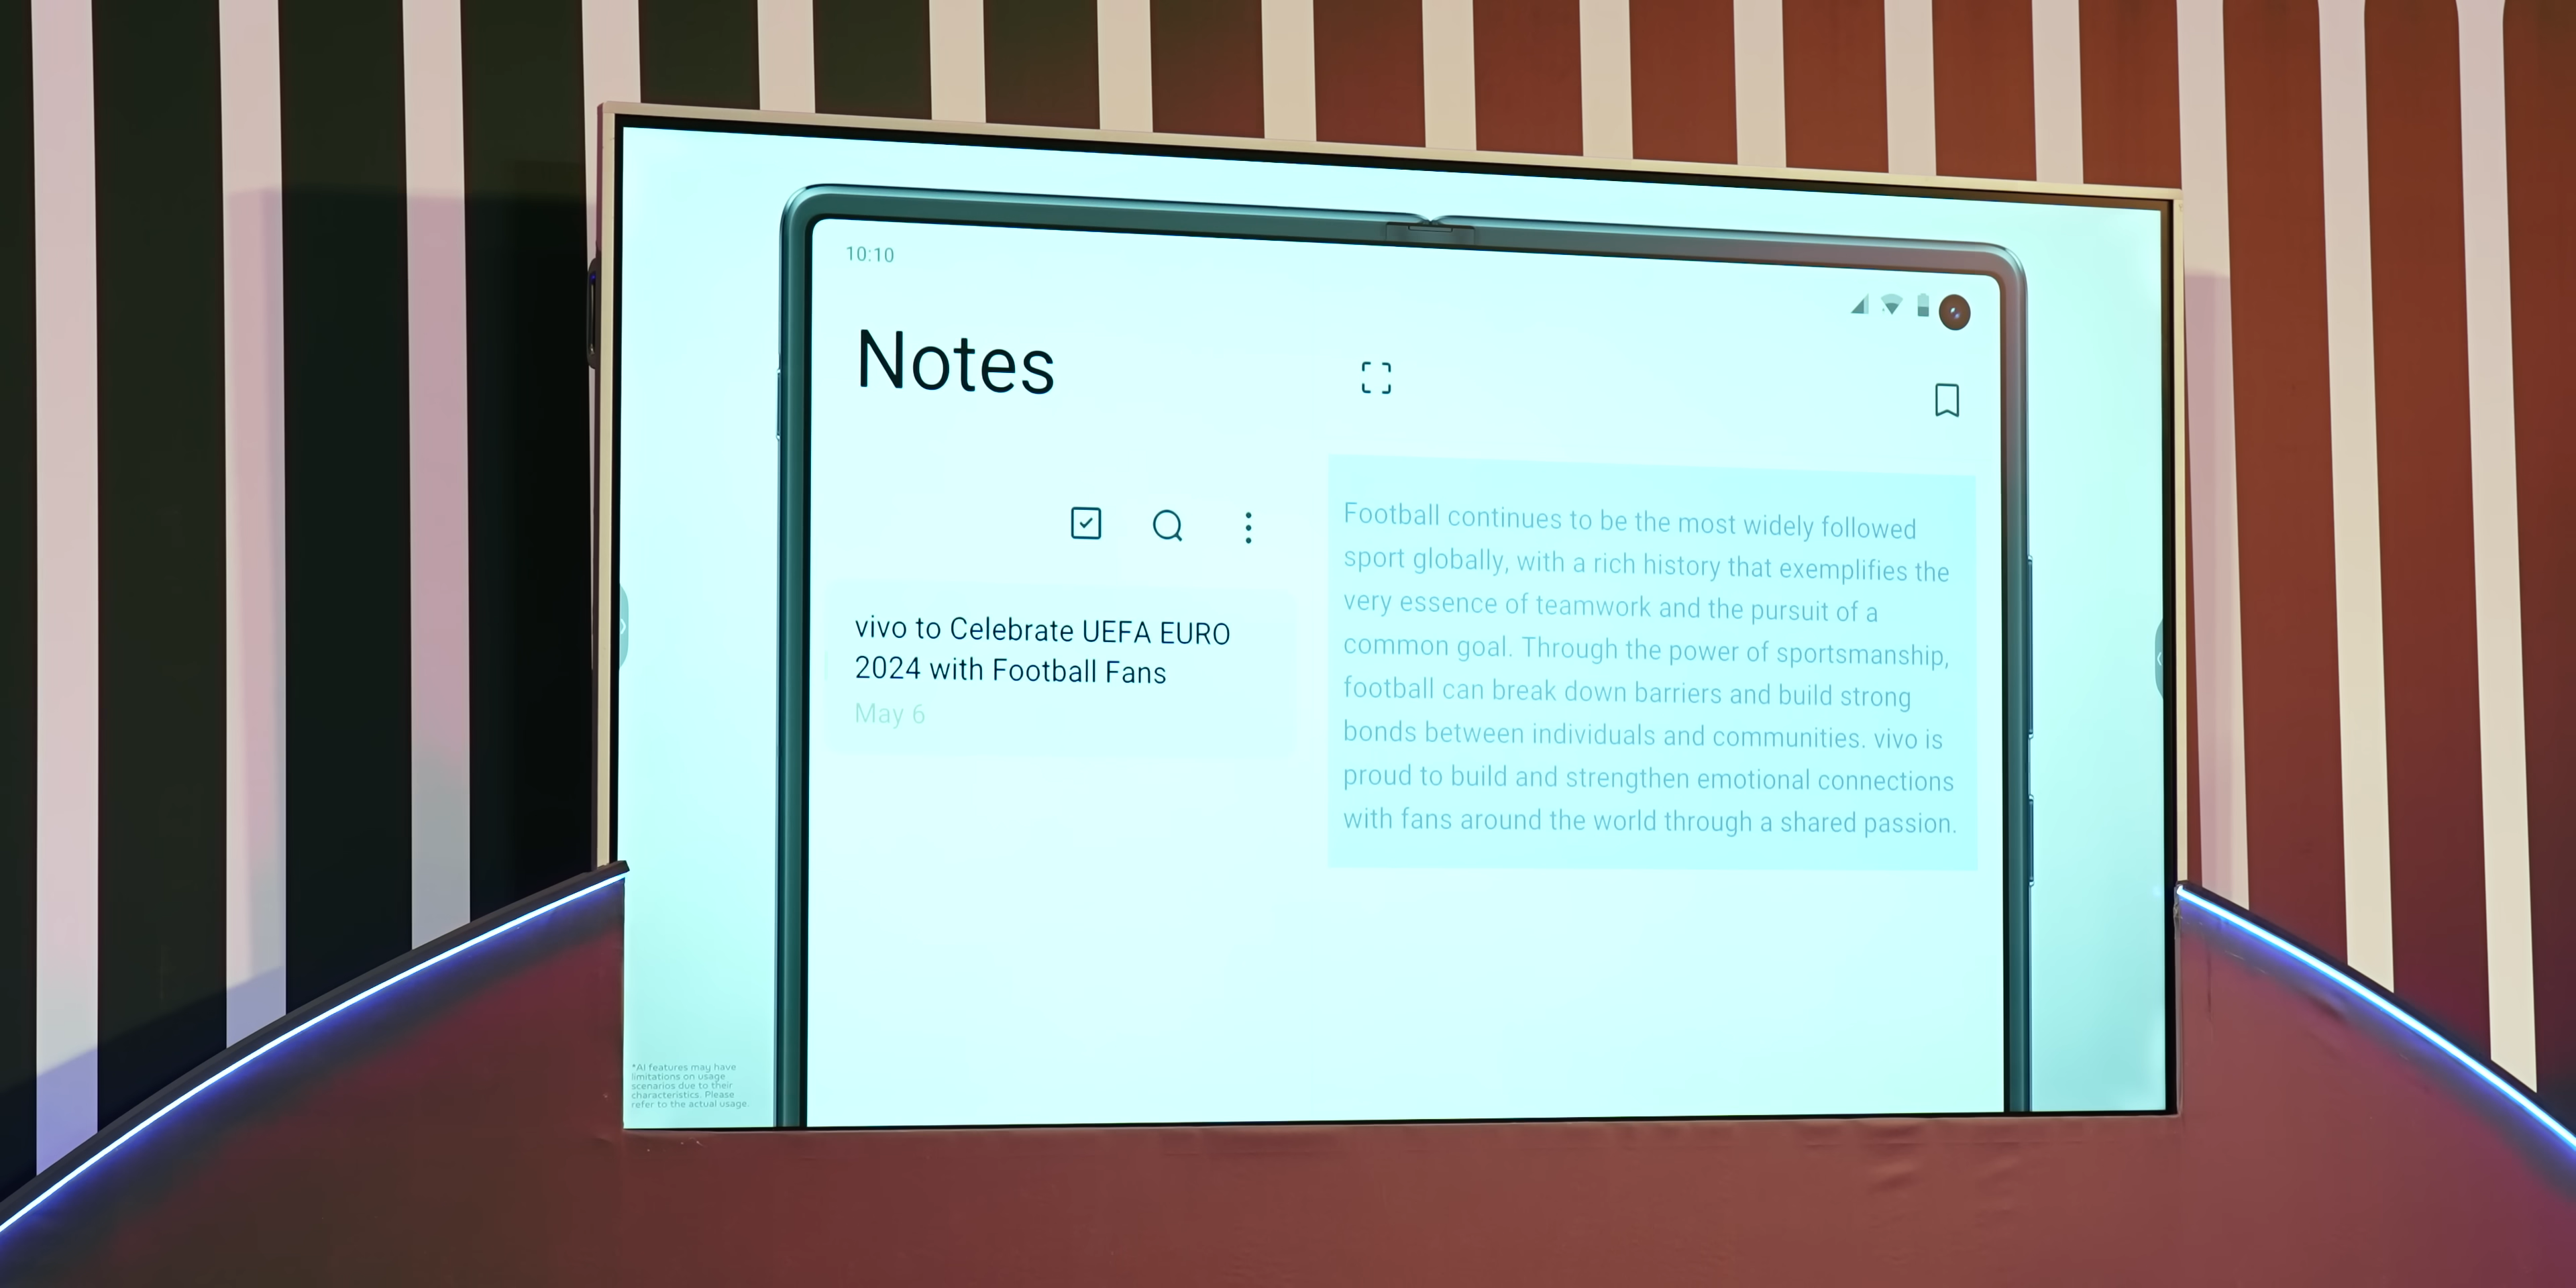 10:10
Notes
vivo to Celebrate UEFA EURO
2024 with Football Fans
May 6
Football continues to be the most widely followed
sport globally, with a rich history that exemplifies the
very essence of teamwork and the pursuit of a
common goal. Through the power of sportsmanship,
football can break down barriers and build strong
bonds between individuals and communities. vivo is
proud to build and strengthen emotional connections
with fans around the world through a shared passion.
*AI features may have
limitations on usage
scenarios due to their
characteristics. Please
refer to the actual usage.